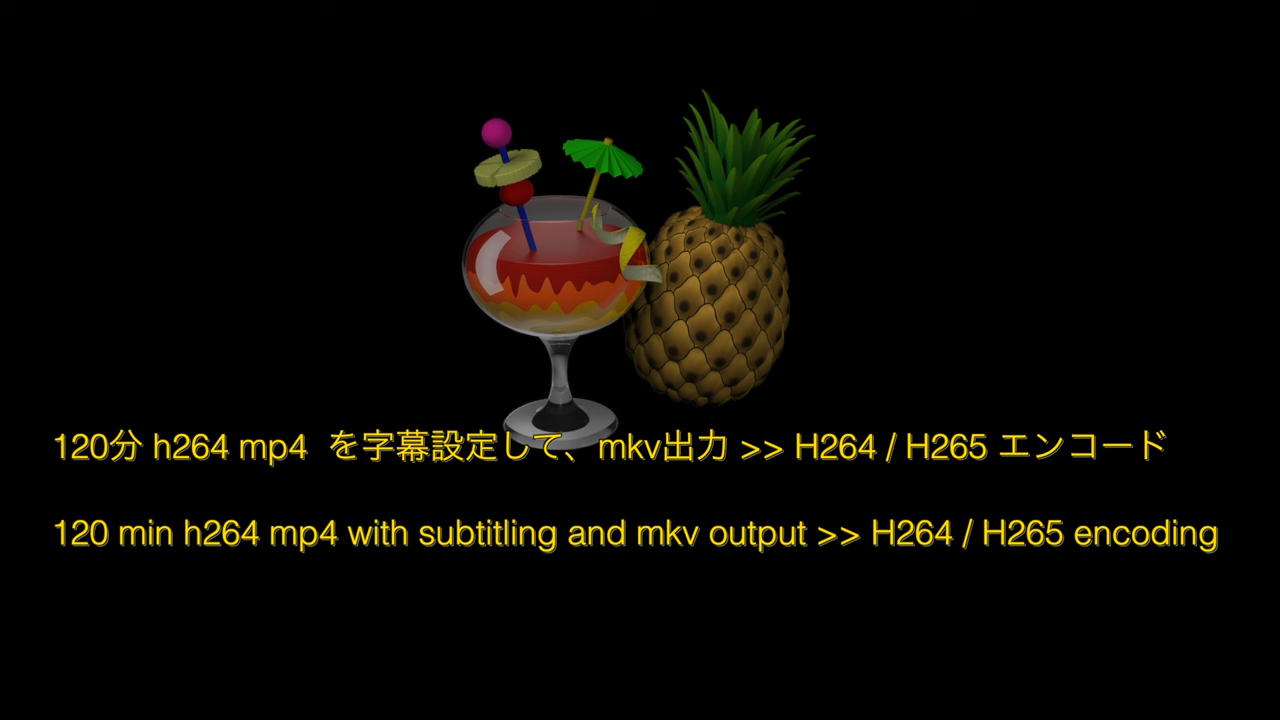 120分 h264 mp4 を字幕設定して、mkv出力 >> H264 / H265 エンコード
120 min h264 mp4 with subtitling and mkv output >> H264 / H265 encoding